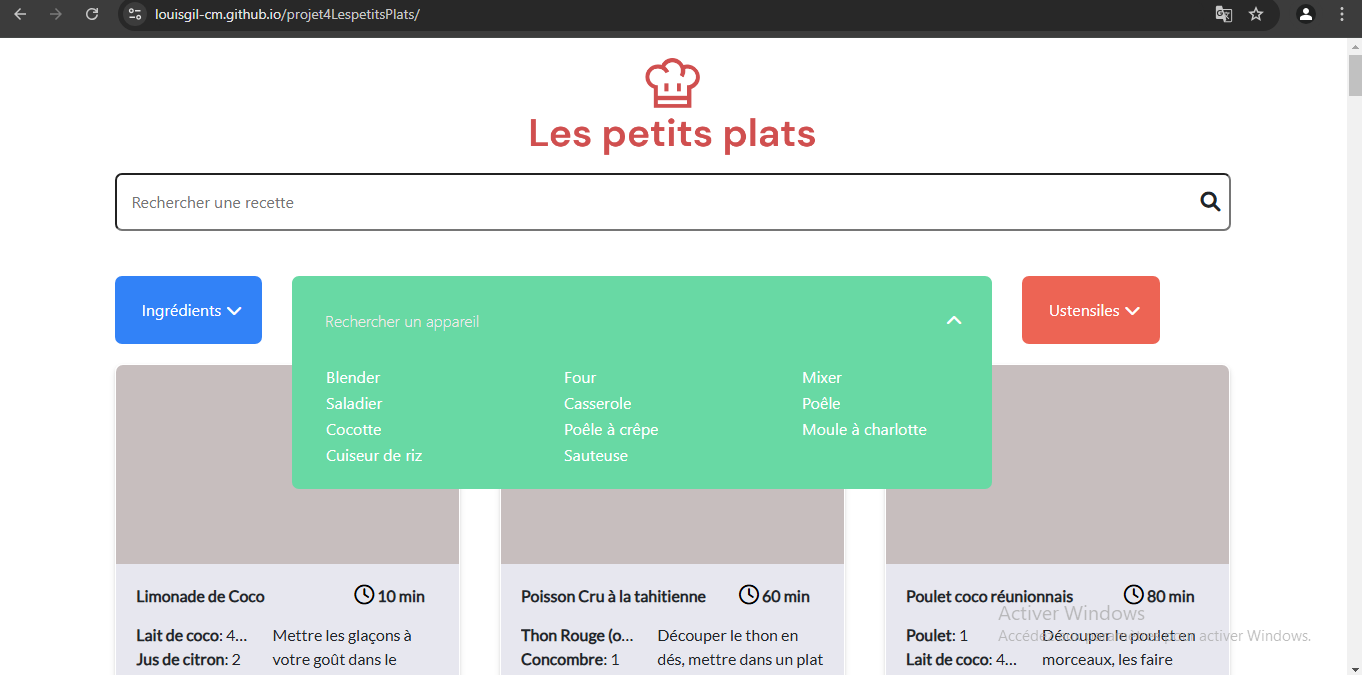 louisgil-cm.github.io/projet4LespetitsPlats/
Les petits plats
Rechercher une recette
Ingrédients
Rechercher un appareil
Ustensiles
Blender Four Mixer
Saladier Casserole Poêle
Cocotte Poêle à crêpe Moule à charlotte
Cuiseur de riz Sauteuse
Limonade de Coco 10 min
Lait de coco: 4...
Jus de citron: 2
Mettre les glaçons à
votre goût dans le
Poisson Cru à la tahitienne 60 min
Thon Rouge (o...
Concombre: 1
Découper le thon en
dés, mettre dans un plat
Poulet coco réunionnais 80 min
Poulet: 1
Lait de coco: 4...
Découper le poulet en
morceaux, les faire
Activer Windows
Accédez aux paramètres pour activer Windows.